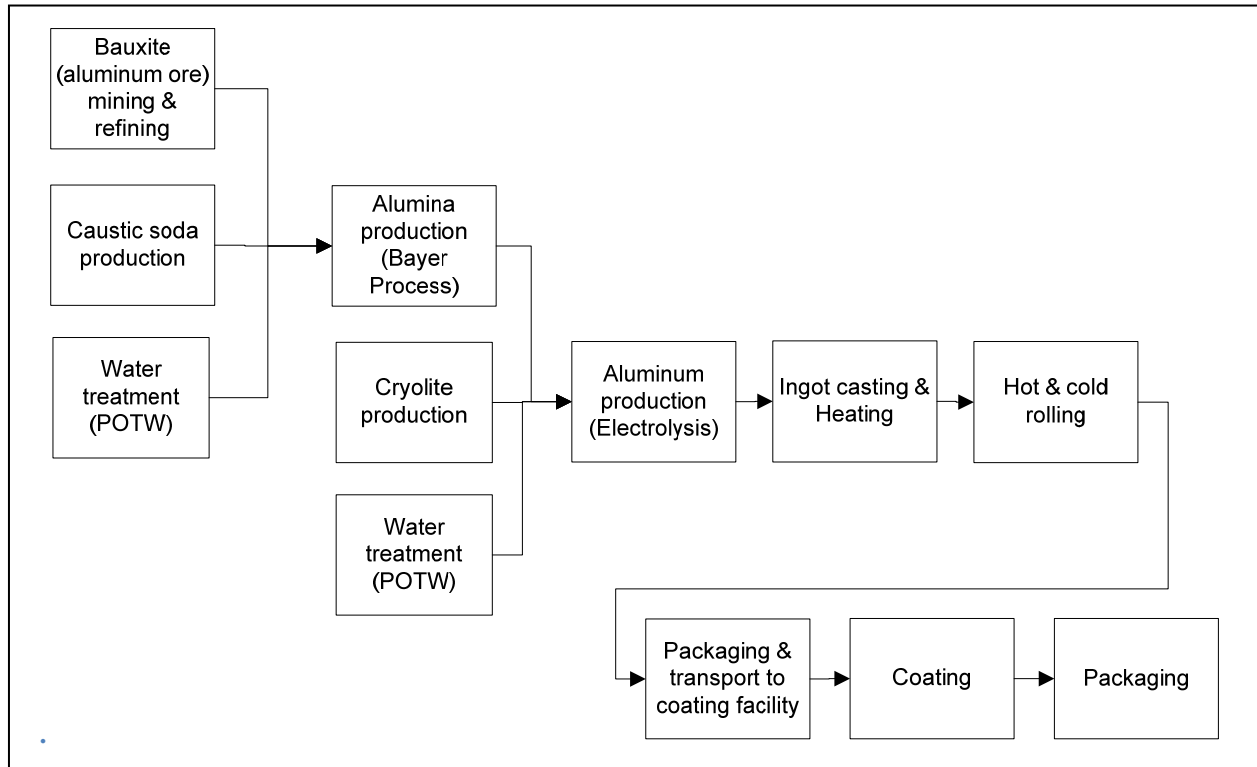 Bauxite
(aluminum ore)
mining &
refining
Caustic soda
production
Water
treatment
(POTW)
Alumina
production
(Bayer
Process)
Cryolite
production
Water
treatment
(POTW)
Aluminum
production
(Electrolysis)
Ingot casting &
Heating
Hot & cold
rolling
Packaging &
transport to
coating facility
Coating
Packaging